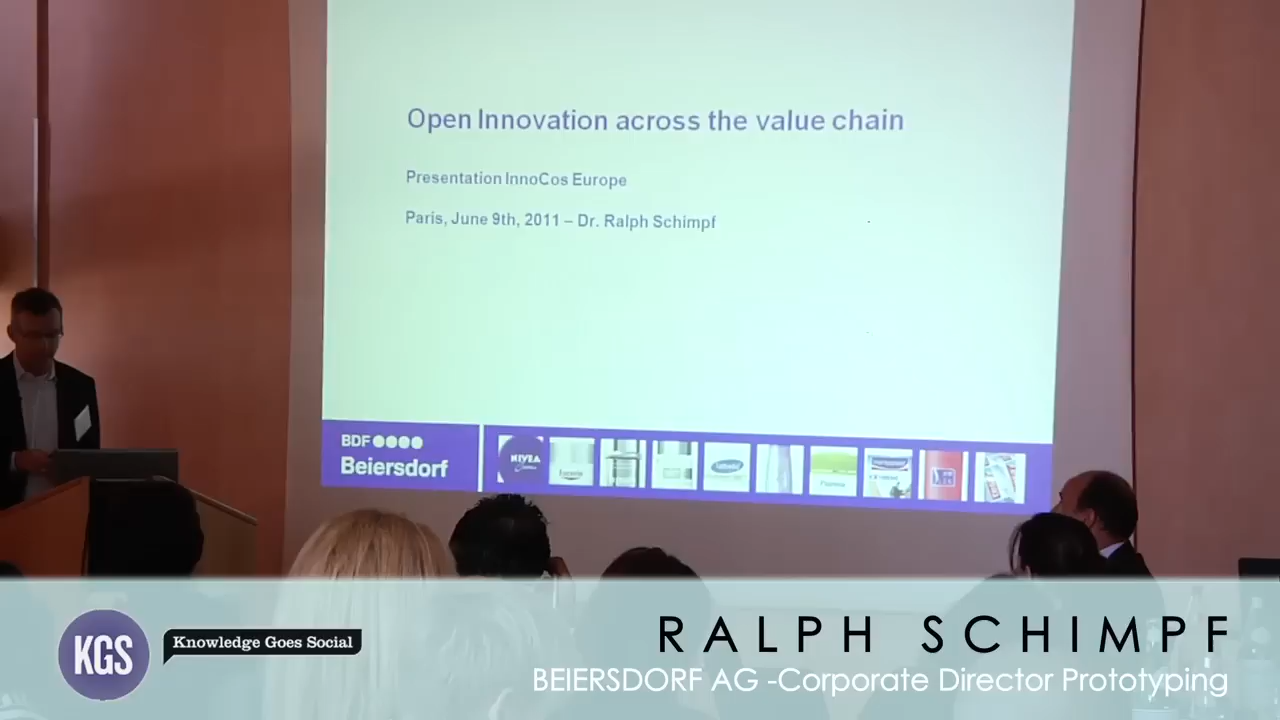 Open Innovation across the value chain
Presentation InnoCos Europe
Paris, June 9th, 2011 – Dr. Ralph Schimpf
BDF
Beiersdorf
NIVEA
Eucerin
KGS
Knowledge Goes Social
RALPH SCHIMPF
BEIERSDORF AG -Corporate Director Prototyping